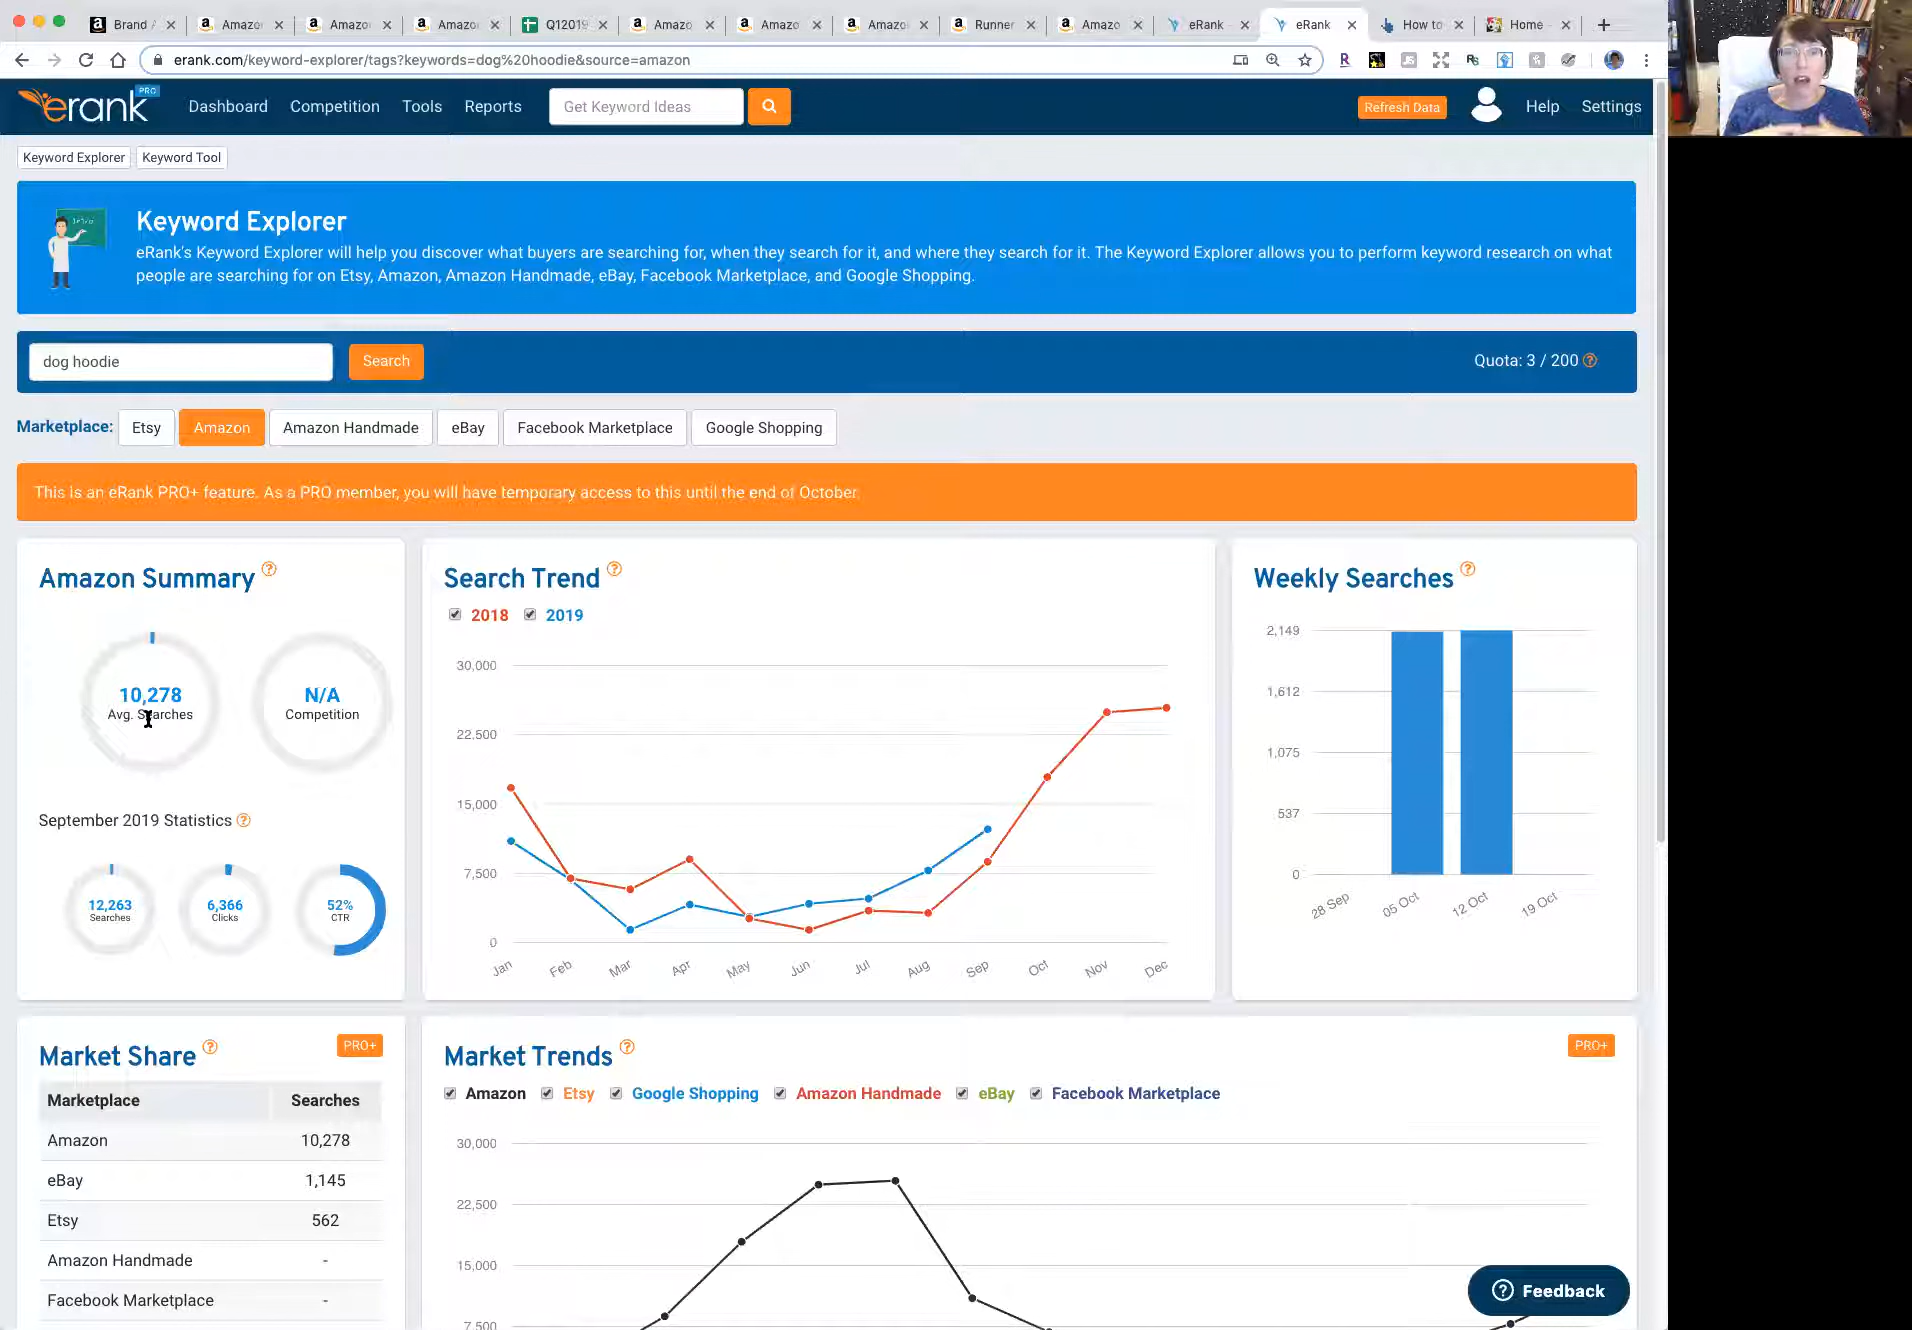 Brand /
Amazo
Amazo
Amazo
Q12019
Amazo
Amazo
Amazo
Runner
Amazo
eRank
eRank
How to
Home
erank.com/keyword-explorer/tags?keywords=dog%20hoodie&source=amazon
erank PRO
Dashboard Competition Tools Reports Get Keyword Ideas Refresh Data Help Settings
Keyword Explorer Keyword Tool
Keyword Explorer
eRank's Keyword Explorer will help you discover what buyers are searching for, when they search for it, and where they search for it. The Keyword Explorer allows you to perform keyword research on what
people are searching for on Etsy, Amazon, Amazon Handmade, eBay, Facebook Marketplace, and Google Shopping.
dog hoodie Search Quota: 3 / 200
Marketplace: Etsy Amazon Amazon Handmade eBay Facebook Marketplace Google Shopping
This is an eRank PRO+ feature. As a PRO member, you will have temporary access to this until the end of October.
Amazon Summary
10,278
Avg. Searches
N/A
Competition
September 2019 Statistics
12,263
Searches
6,366
Clicks
52%
CTR
Search Trend
2018 2019
30,000
22,500
15,000
7,500
0
Jan Feb Mar Apr May Jun Jul Aug Sep Oct Nov Dec
Weekly Searches
2,149
1,612
1,075
537
0
28 Sep 05 Oct 12 Oct 19 Oct
Market Share PRO+
Marketplace Searches
Amazon 10,278
eBay 1,145
Etsy 562
Amazon Handmade -
Facebook Marketplace -
Market Trends PRO+
Amazon Etsy Google Shopping Amazon Handmade eBay Facebook Marketplace
30,000
22,500
15,000
7,500
Feedback